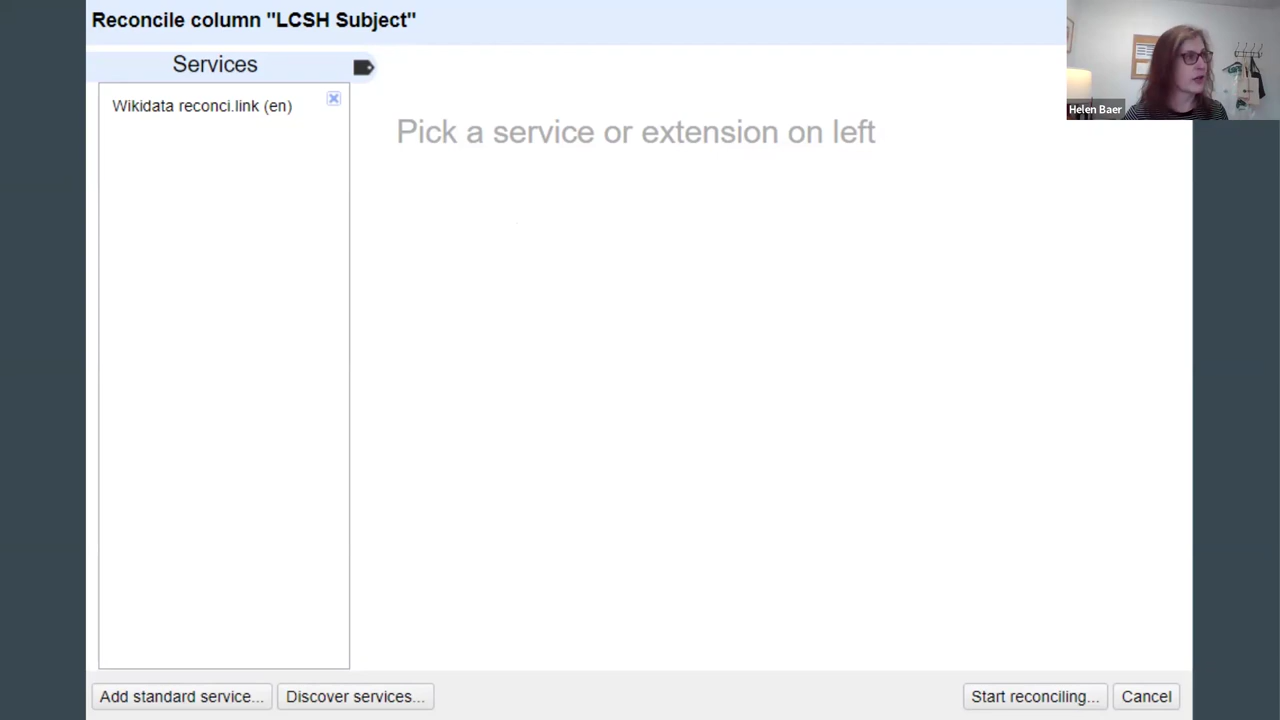 Reconcile column "LCSH Subject"
Services
Wikidata reconci.link (en)
Pick a service or extension on left
Helen Baer
Add standard service...
Discover services...
Start reconciling...
Cancel